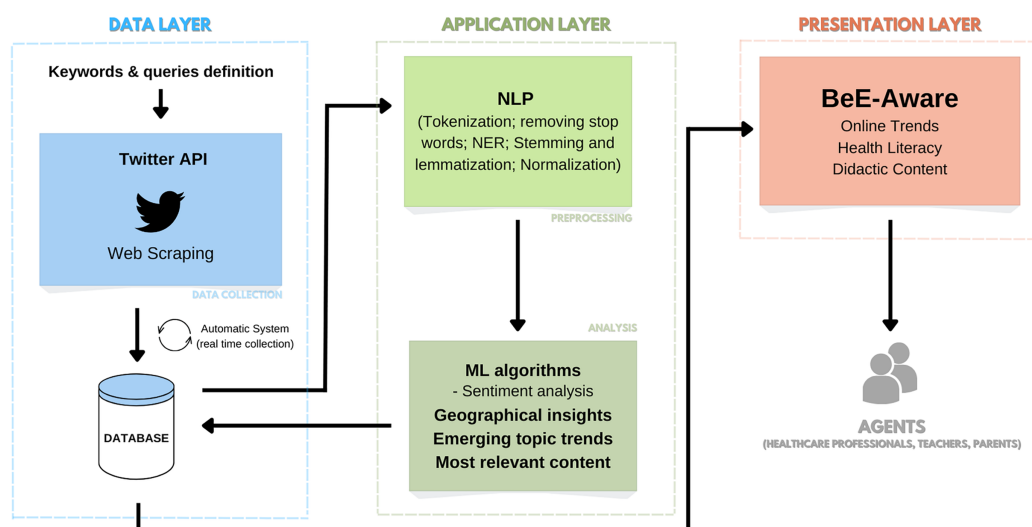 DATA LAYER
Keywords & queries definition
Twitter API
Web Scraping
DATA COLLECTION
Automatic System
(real time collection)
DATABASE
APPLICATION LAYER
NLP
(Tokenization; removing stop
words; NER; Stemming and
lemmatization; Normalization)
PREPROCESSING
ANALYSIS
ML algorithms
- Sentiment analysis
Geographical insights
Emerging topic trends
Most relevant content
PRESENTATION LAYER
BeE-Aware
Online Trends
Health Literacy
Didactic Content
AGENTS
(HEALTHCARE PROFESSIONALS, TEACHERS, PARENTS)